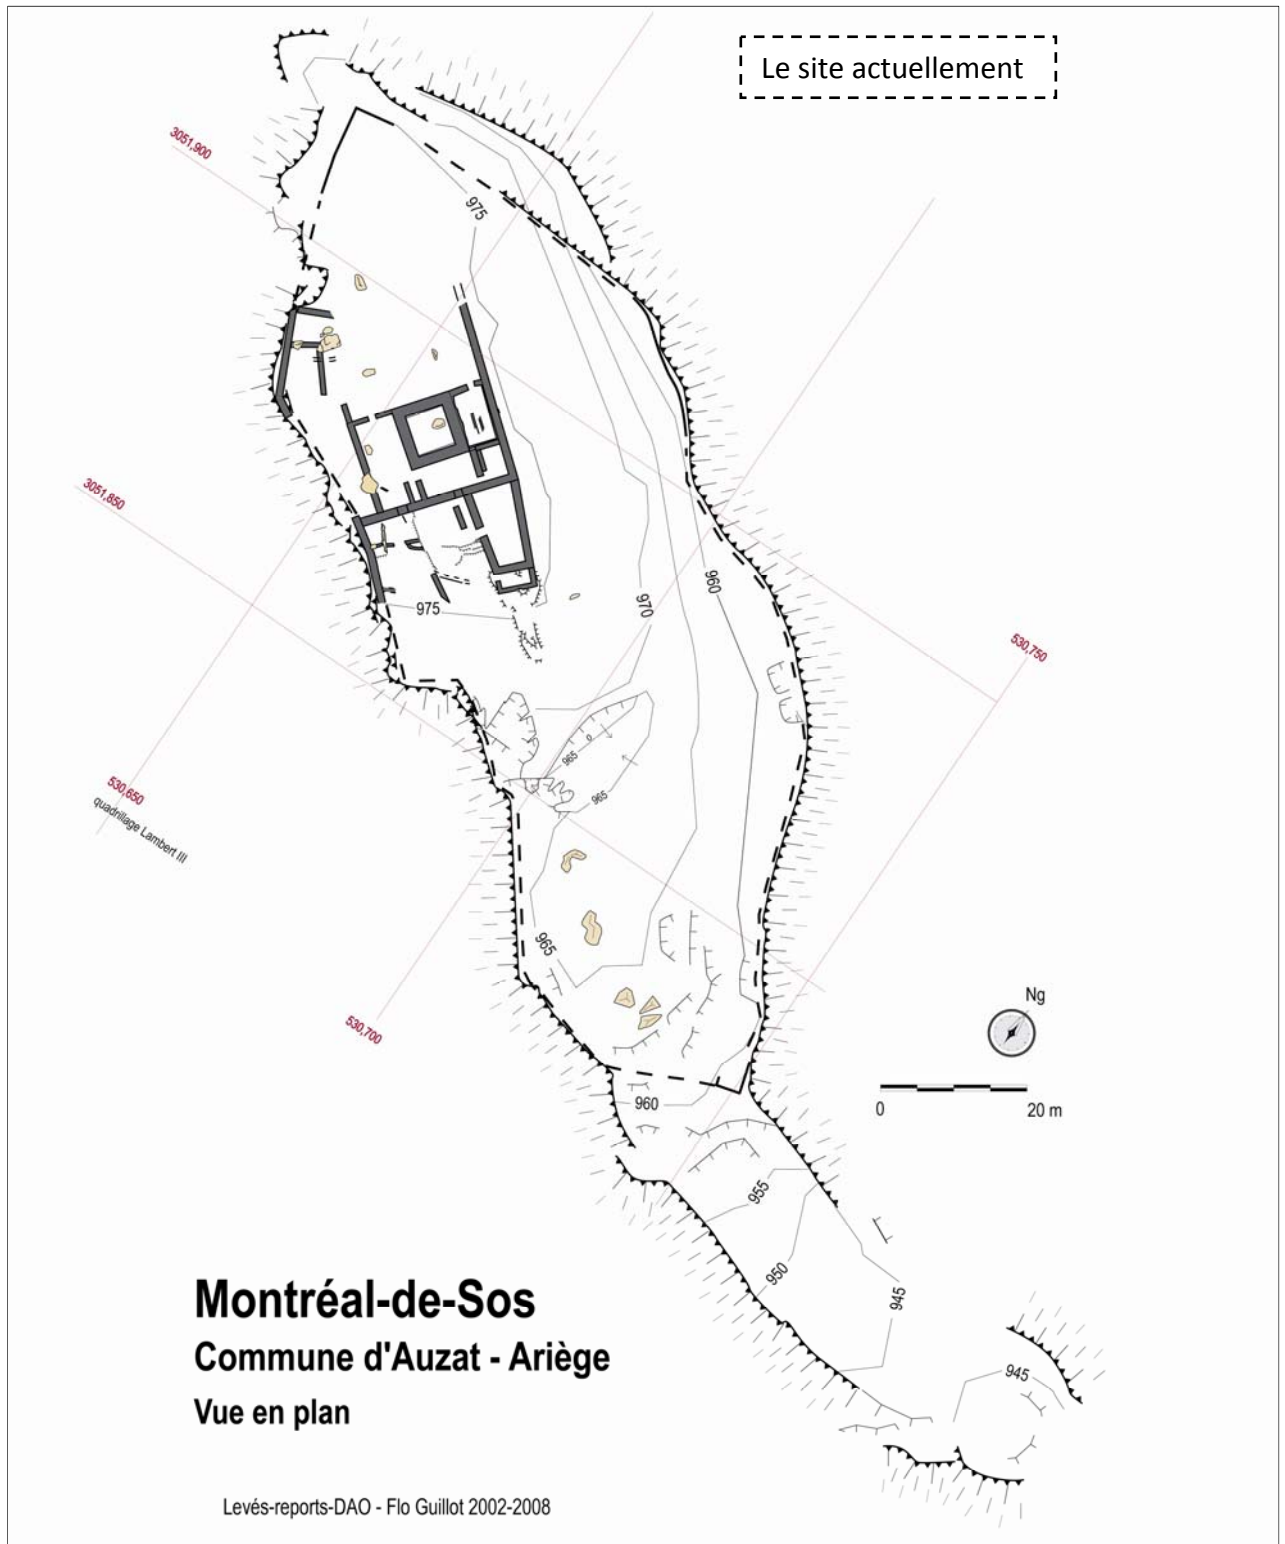 Le site actuellement
3051,900
975
3051,850
960
970
975
530,750
965
965
530,650
quadrillage Lambert III
965
Ng
530,700
0 20 m
960
955
950
945
945
Montréal-de-Sos
Commune d'Auzat - Ariège
Vue en plan
Levés-reports-DAO - Flo Guillot 2002-2008